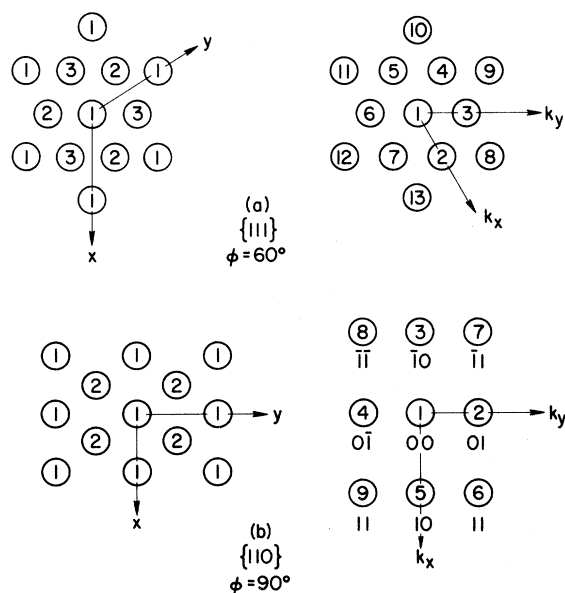 1 10
y
1 3 2 1 11 5 4 9
2 1 3 6 1 3 k_y
1 3 2 1 12 7 2 8
1 (a) 13
{111} k_x
x φ = 60°
8 3 7
1 1 1 1̄1̄ 1̄0 1̄1
2 2
1 1 1 y 4 1 2 k_y
2 2 01̄ 00 01
1 1 1 9 5 6
x 11 10 11
(b) k_x
{110}
φ = 90°